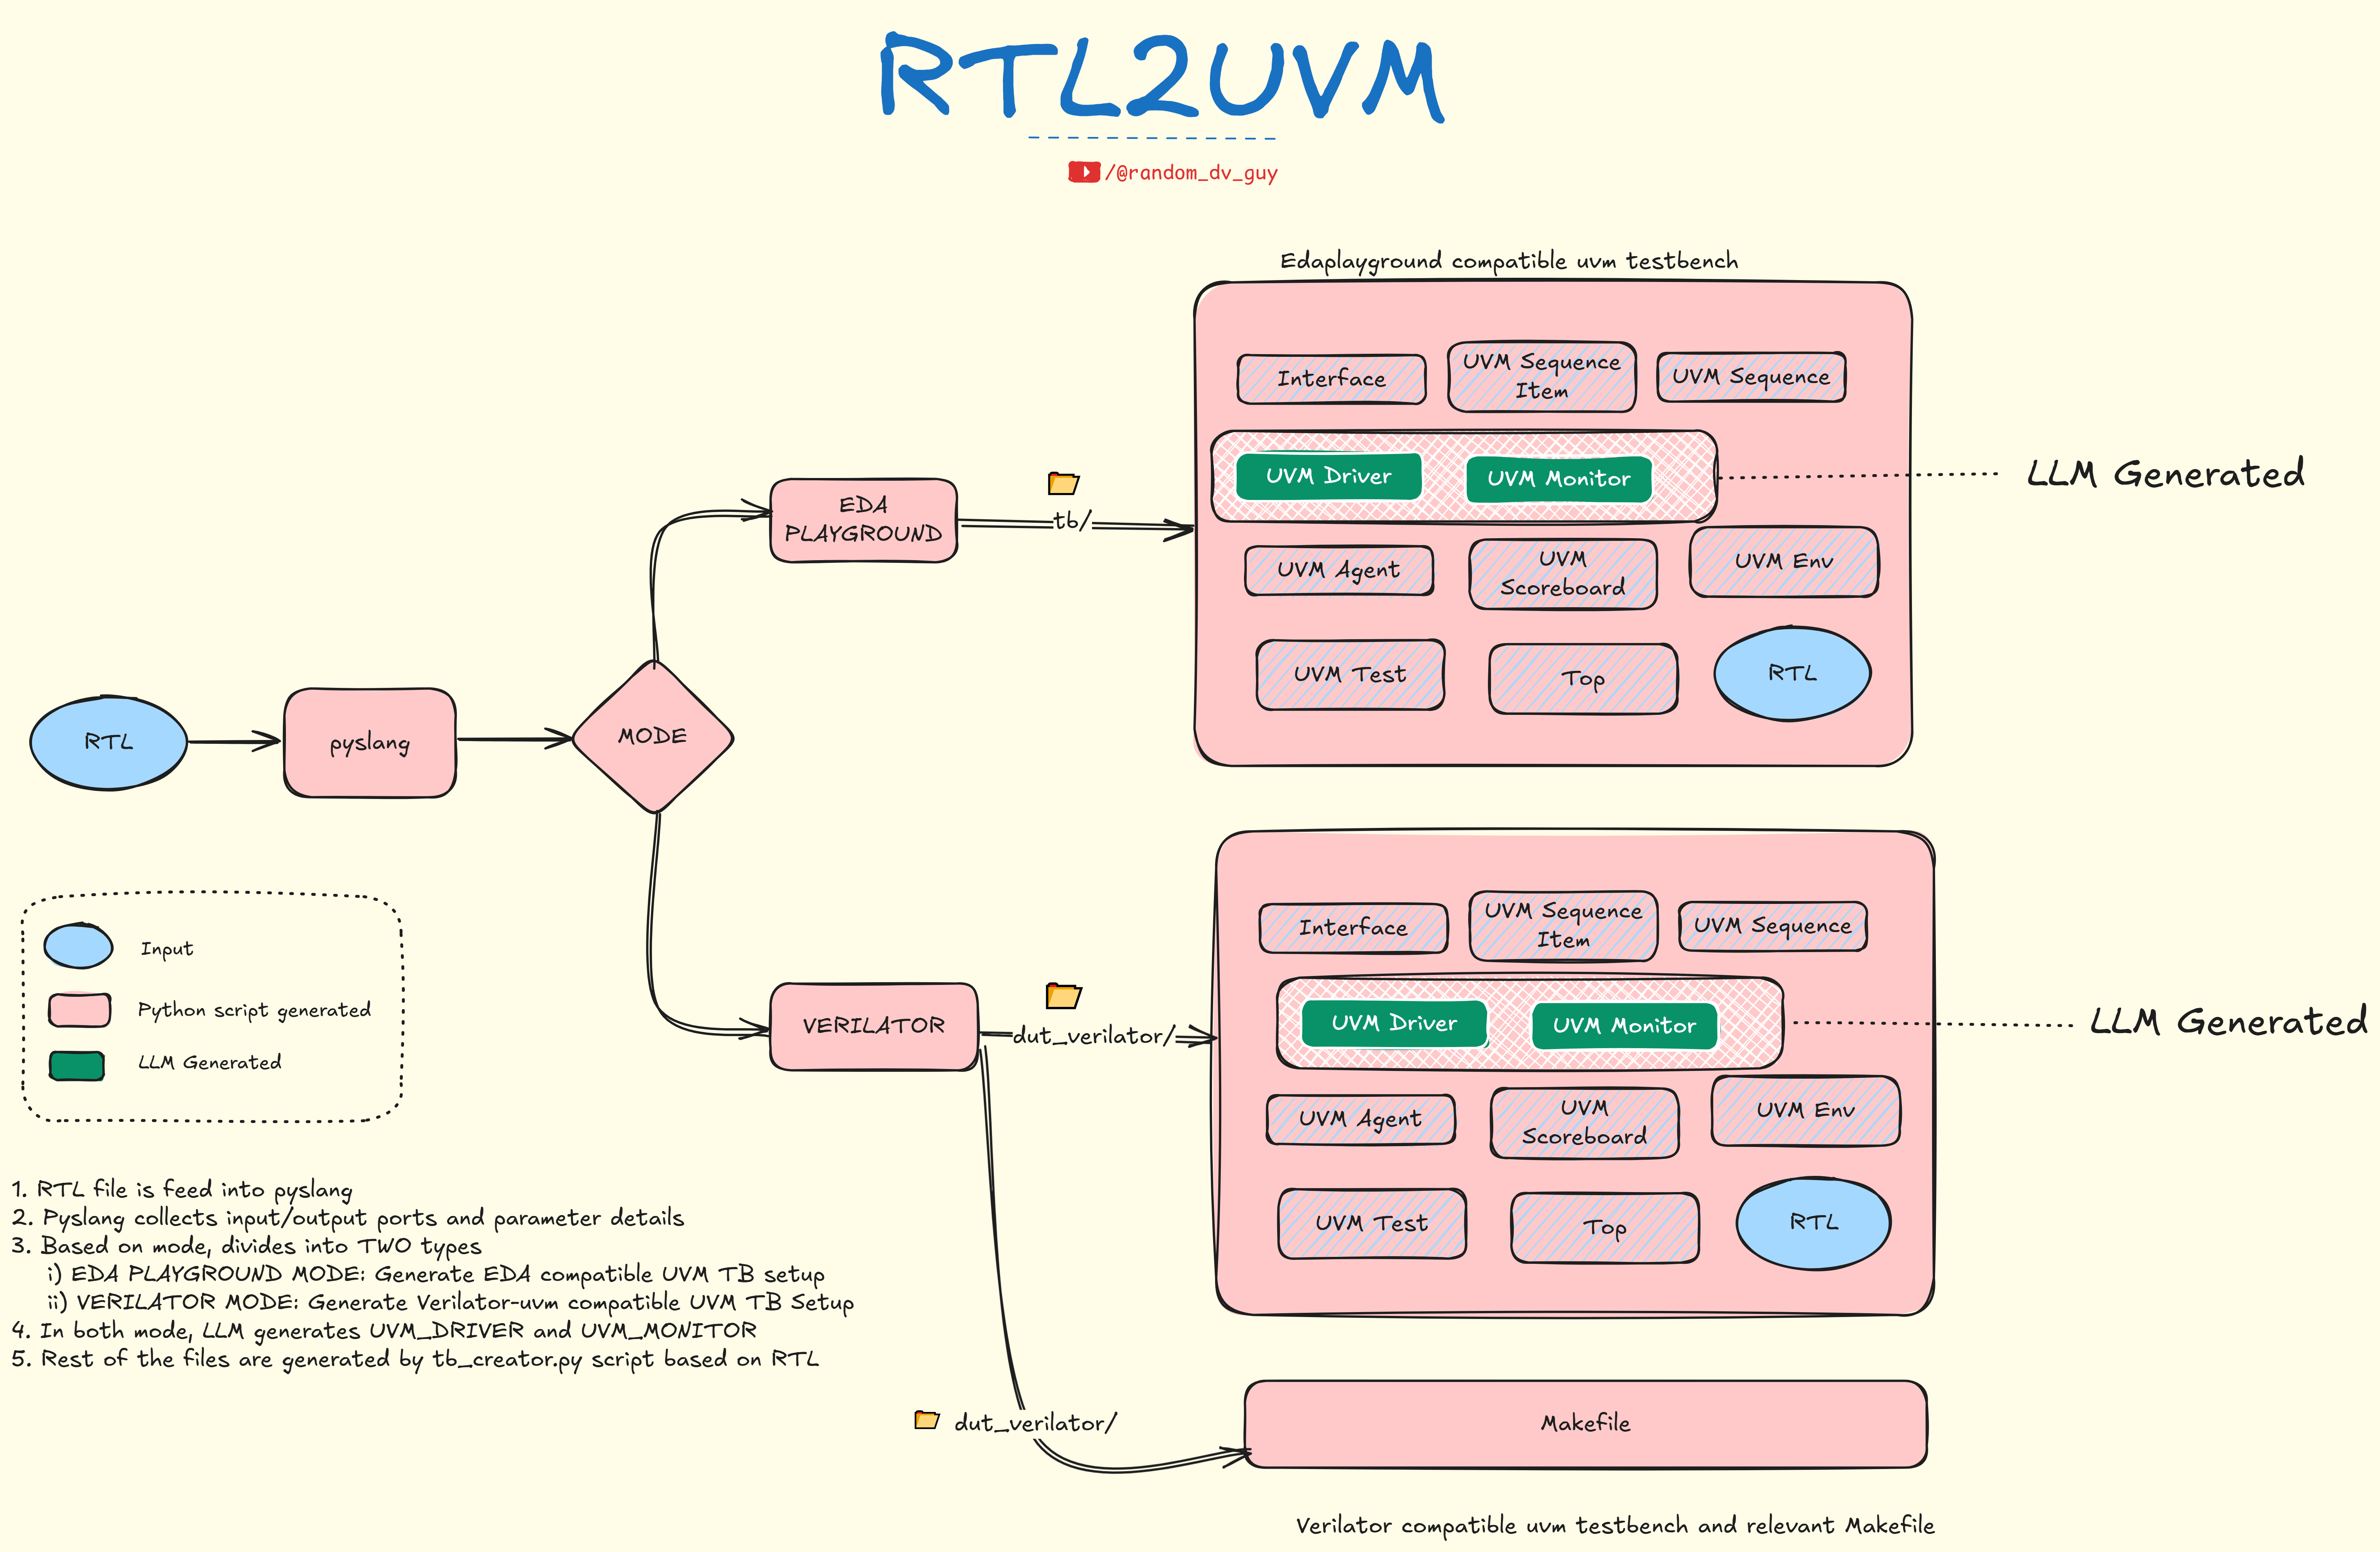 RTL2UVM
/@random_dv_guy
Edaplayground compatible uvm testbench
Interface
UVM Sequence
Item
UVM Sequence
UVM Driver
UVM Monitor
LLM Generated
UVM Agent
UVM
Scoreboard
UVM Env
UVM Test
Top
RTL
EDA
PLAYGROUND
tb/
RTL
pyslang
MODE
VERILATOR
dut_verilator/
Interface
UVM Sequence
Item
UVM Sequence
UVM Driver
UVM Monitor
LLM Generated
UVM Agent
UVM
Scoreboard
UVM Env
UVM Test
Top
RTL
Input
Python script generated
LLM Generated
1. RTL file is feed into pyslang
2. Pyslang collects input/output ports and parameter details
3. Based on mode, divides into TWO types
i) EDA PLAYGROUND MODE: Generate EDA compatible UVM TB setup
ii) VERILATOR MODE: Generate Verilator-uvm compatible UVM TB Setup
4. In both mode, LLM generates UVM_DRIVER and UVM_MONITOR
5. Rest of the files are generated by tb_creator.py script based on RTL
dut_verilator/
Makefile
Verilator compatible uvm testbench and relevant Makefile